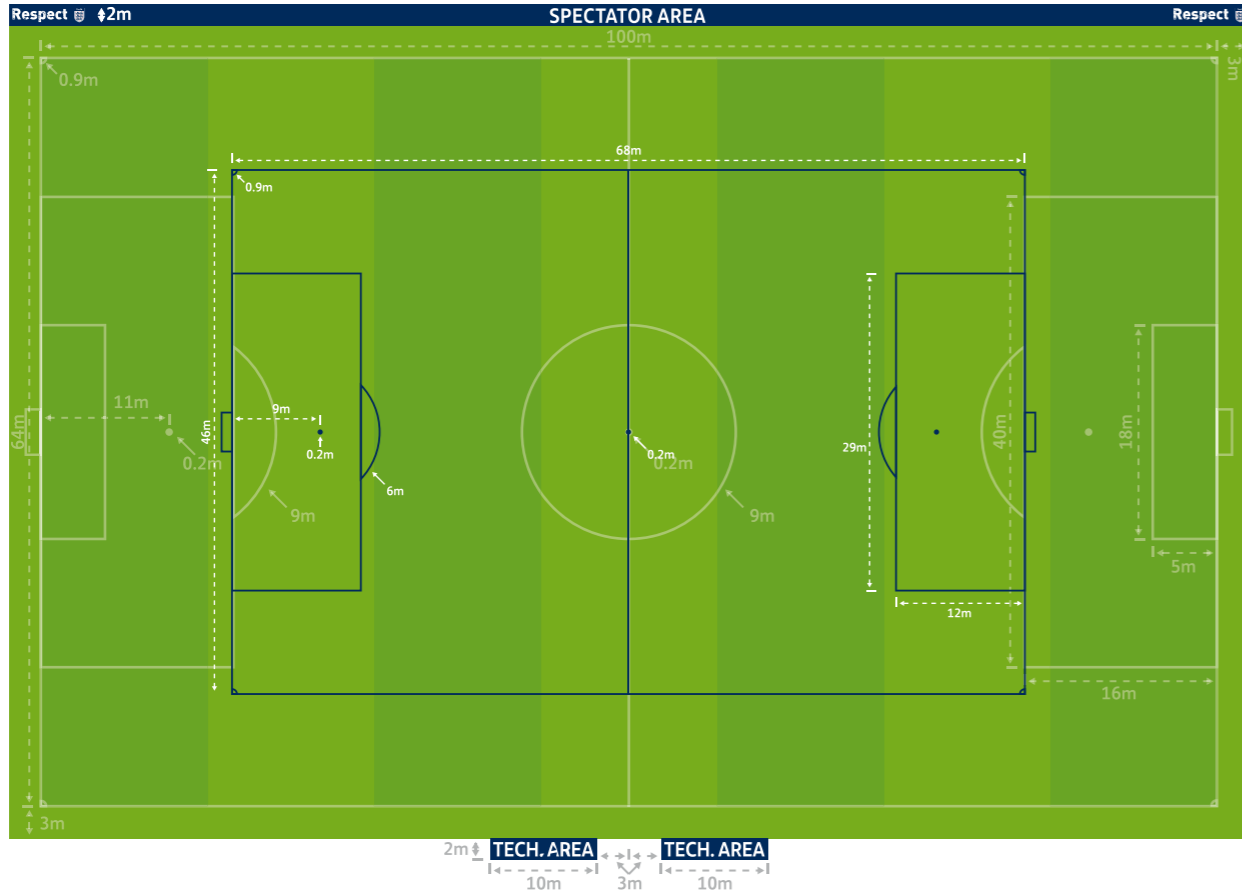 Respect 2m SPECTATOR AREA Respect
100m
3m
0.9m
68m
0.9m
11m
9m
64m
46m
0.2m
0.2m
0.2m
0.2m
29m
40m
18m
6m
9m
9m
5m
12m
16m
3m
2m TECH. AREA TECH. AREA
10m 3m 10m